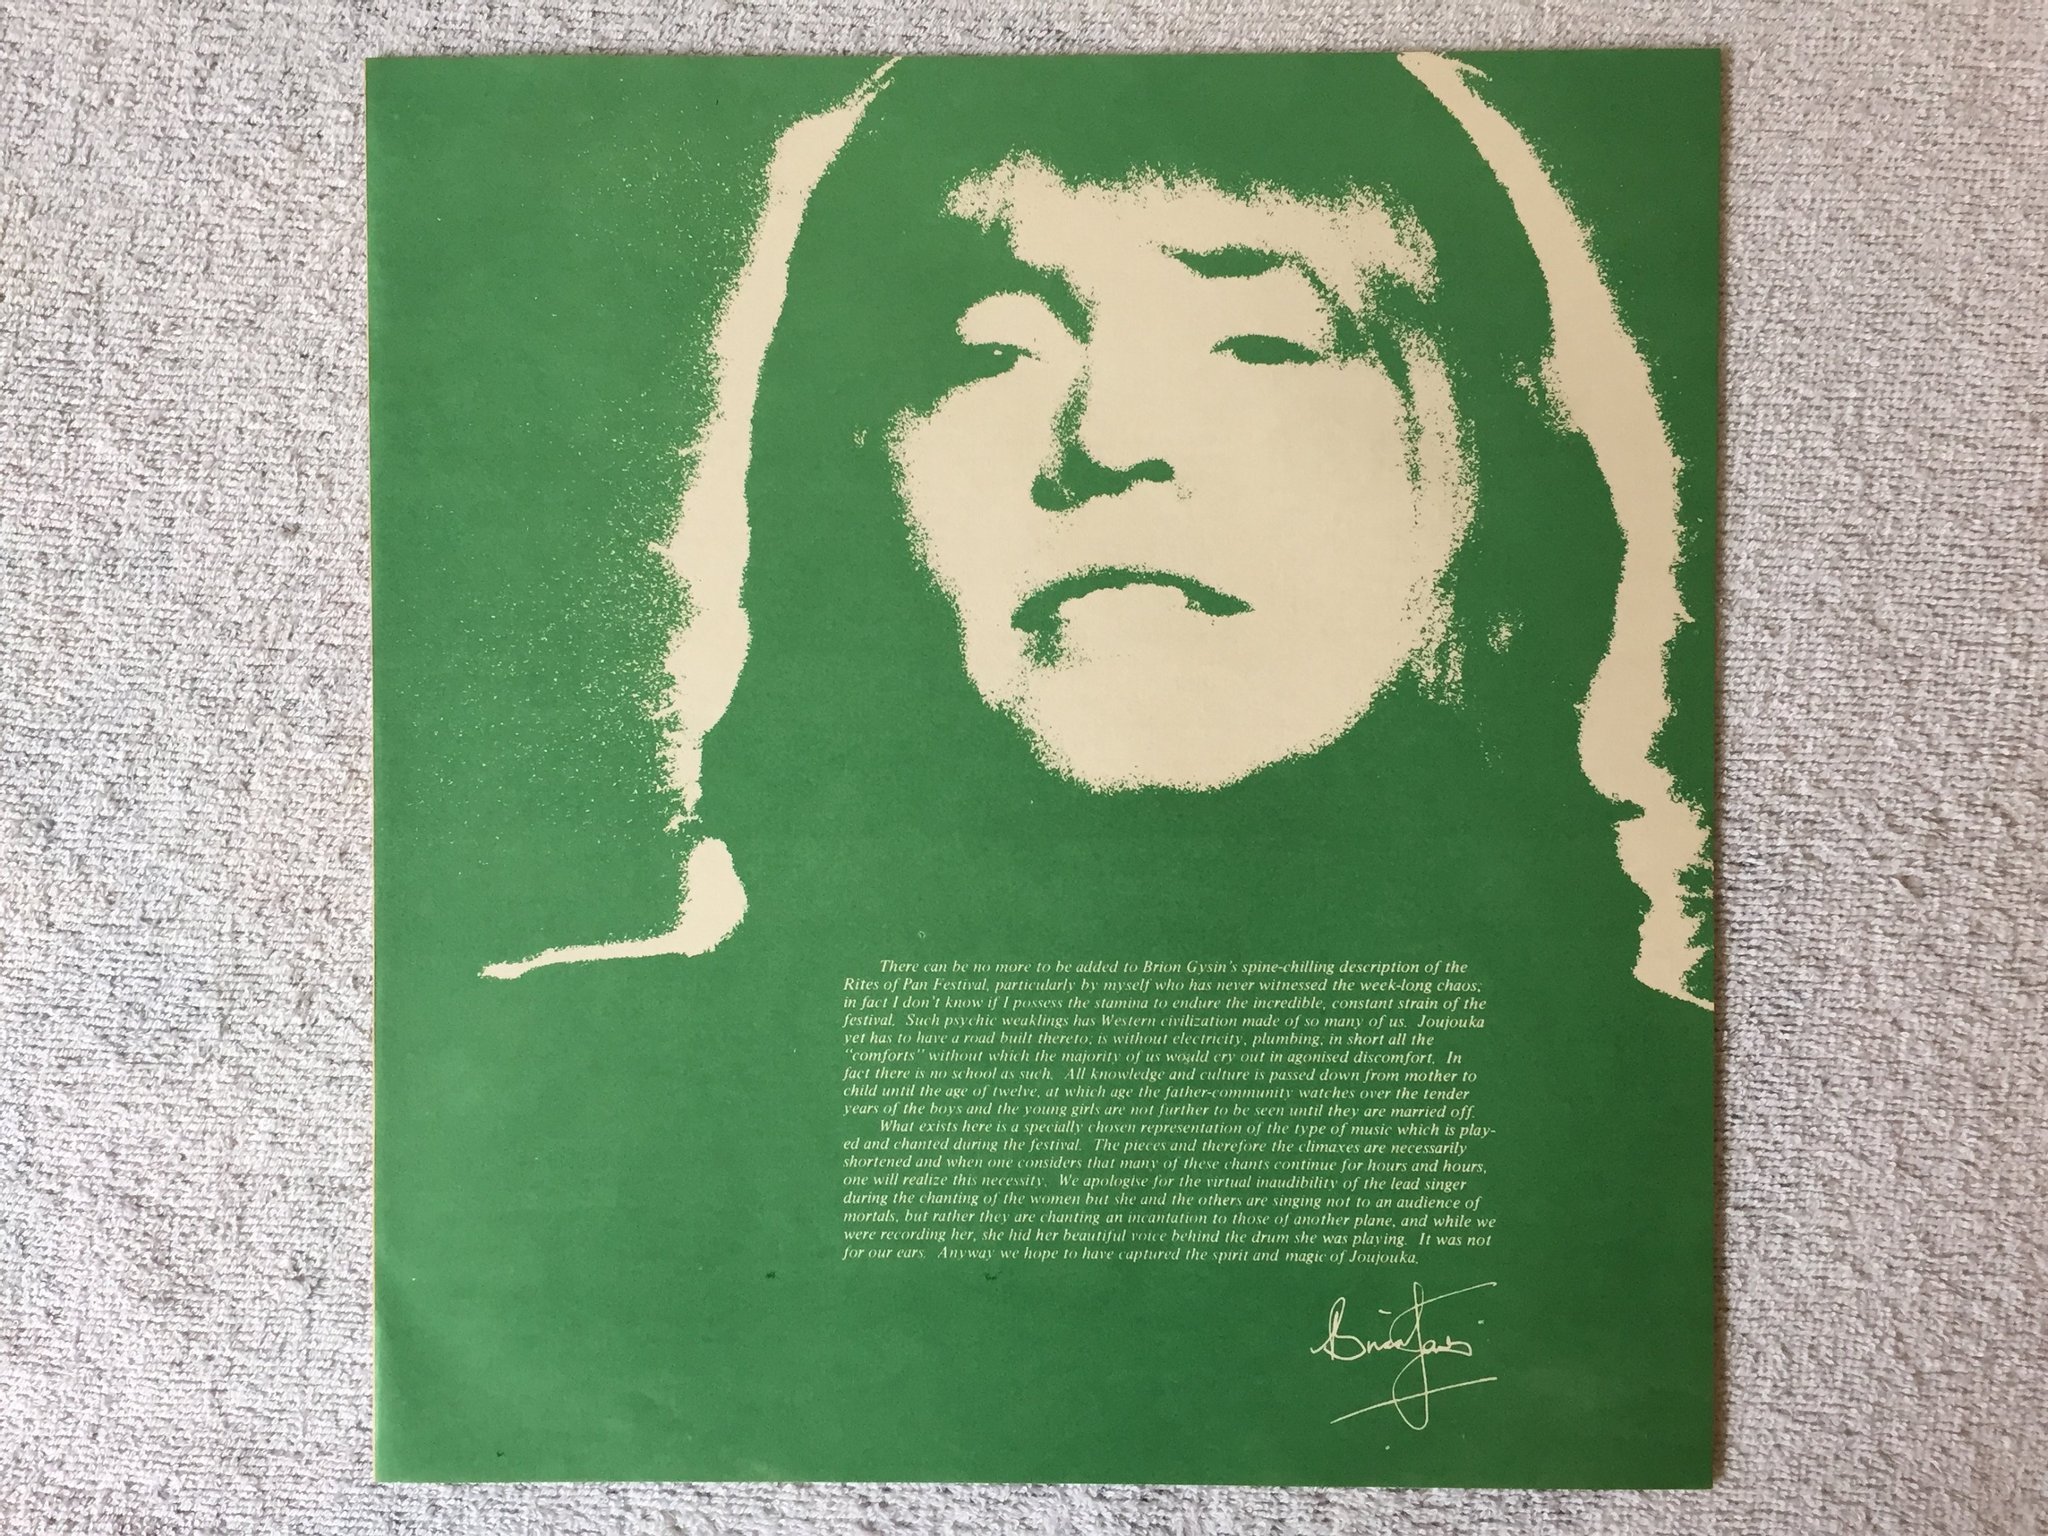 There can be no more to be added to Brion Gysin's spine-chilling description of the
Rites of Pan Festival, particularly by myself who has never witnessed the week-long chaos;
in fact I don't know if I possess the stamina to endure the incredible, constant strain of the
festival. Such psychic weaklings has Western civilization made of so many of us. Joujouka
yet has to have a road built thereto; is without electricity, plumbing, in short all the
"comforts" without which the majority of us would cry out in agonised discomfort. In
fact there is no school as such. All knowledge and culture is passed down from mother to
child until the age of twelve, at which age the father-community watches over the tender
years of the boys and the young girls are not further to be seen until they are married off.
What exists here is a specially chosen representation of the type of music which is play-
ed and chanted during the festival. The pieces and therefore the climaxes are necessarily
shortened and when one considers that many of these chants continue for hours and hours,
one will realize this necessity. We apologise for the virtual inaudibility of the lead singer
during the chanting of the women but she and the others are singing not to an audience of
mortals, but rather they are chanting an incantation to those of another plane, and while we
were recording her, she hid her beautiful voice behind the drum she was playing. It was not
for our ears. Anyway we hope to have captured the spirit and magic of Joujouka.
Brian Jones